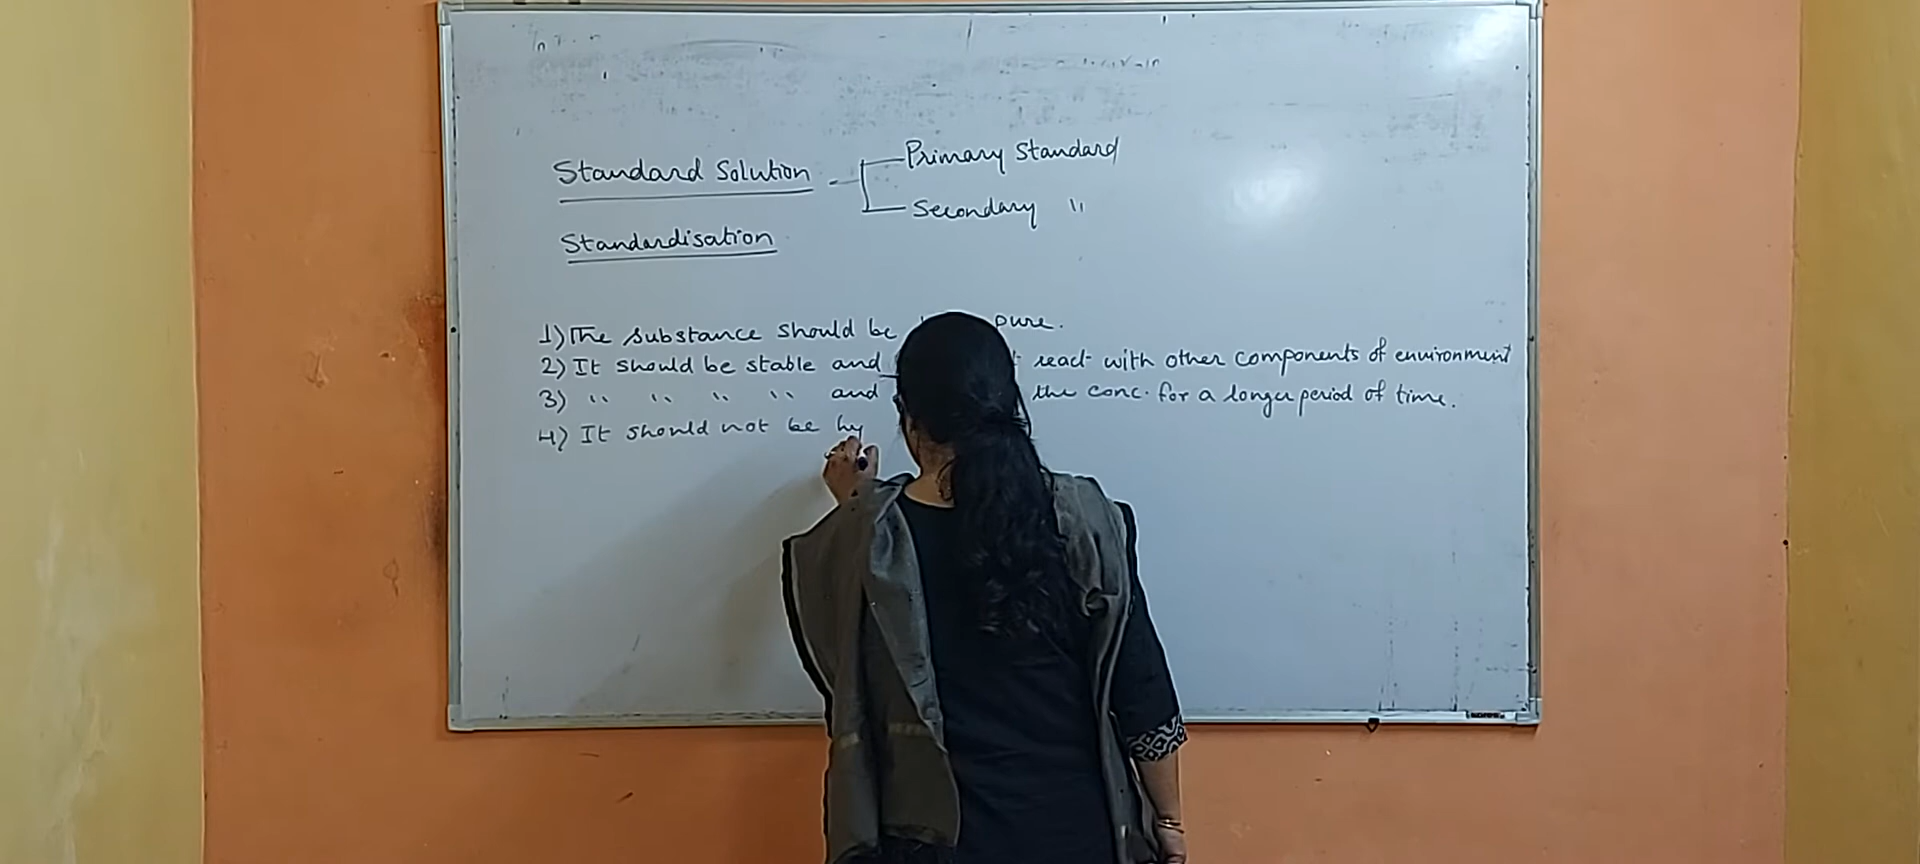 Standard Solution
Primary Standard
Secondary "
Standardisation
1) The substance should be pure.
2) It should be stable and react with other components of environment
3) " " " " and the conc. for a longer period of time.
4) It should not be hy